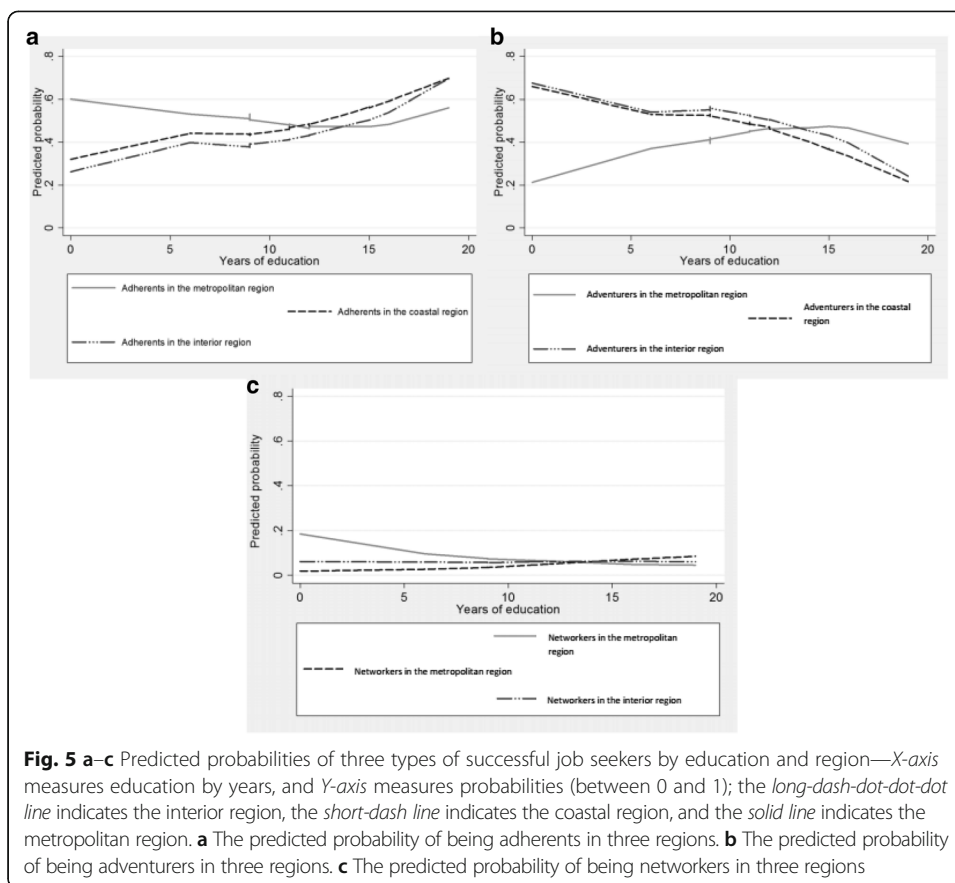 a
b
.8
.6
.4
.2
0
Predicted probability
0 5 10 15 20
Years of education
Adherents in the metropolitan region
Adherents in the coastal region
Adherents in the interior region
.8
.6
.4
.2
0
Predicted probability
0 5 10 15 20
Years of education
Adventurers in the metropolitan region
Adventurers in the coastal
region
Adventurers in the interior region
c
.8
.6
.4
.2
0
Predicted probability
0 5 10 15 20
Years of education
Networkers in the metropolitan
region
Networkers in the metropolitan region
Networkers in the interior region
Fig. 5 a–c Predicted probabilities of three types of successful job seekers by education and region—X-axis
measures education by years, and Y-axis measures probabilities (between 0 and 1); the long-dash-dot-dot-dot
line indicates the interior region, the short-dash line indicates the coastal region, and the solid line indicates the
metropolitan region. a The predicted probability of being adherents in three regions. b The predicted probability
of being adventurers in three regions. c The predicted probability of being networkers in three regions